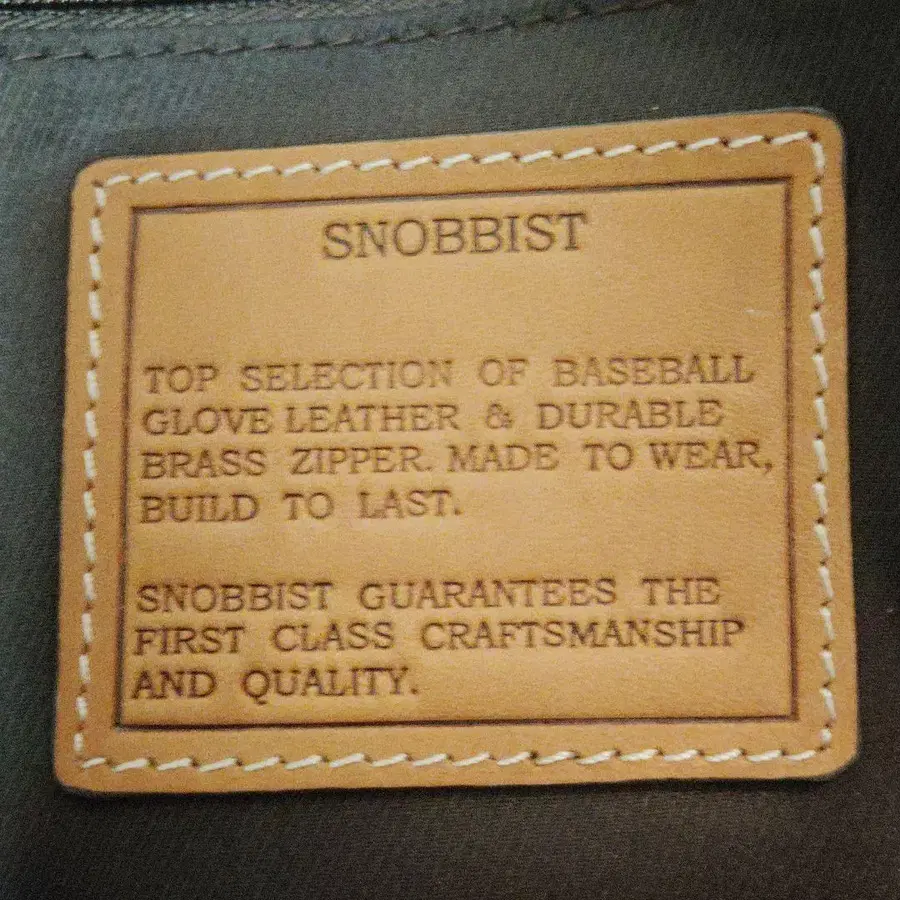 SNOBBIST
TOP SELECTION OF BASEBALL
GLOVE LEATHER & DURABLE
BRASS ZIPPER. MADE TO WEAR,
BUILD TO LAST.
SNOBBIST GUARANTEES THE
FIRST CLASS CRAFTSMANSHIP
AND QUALITY.